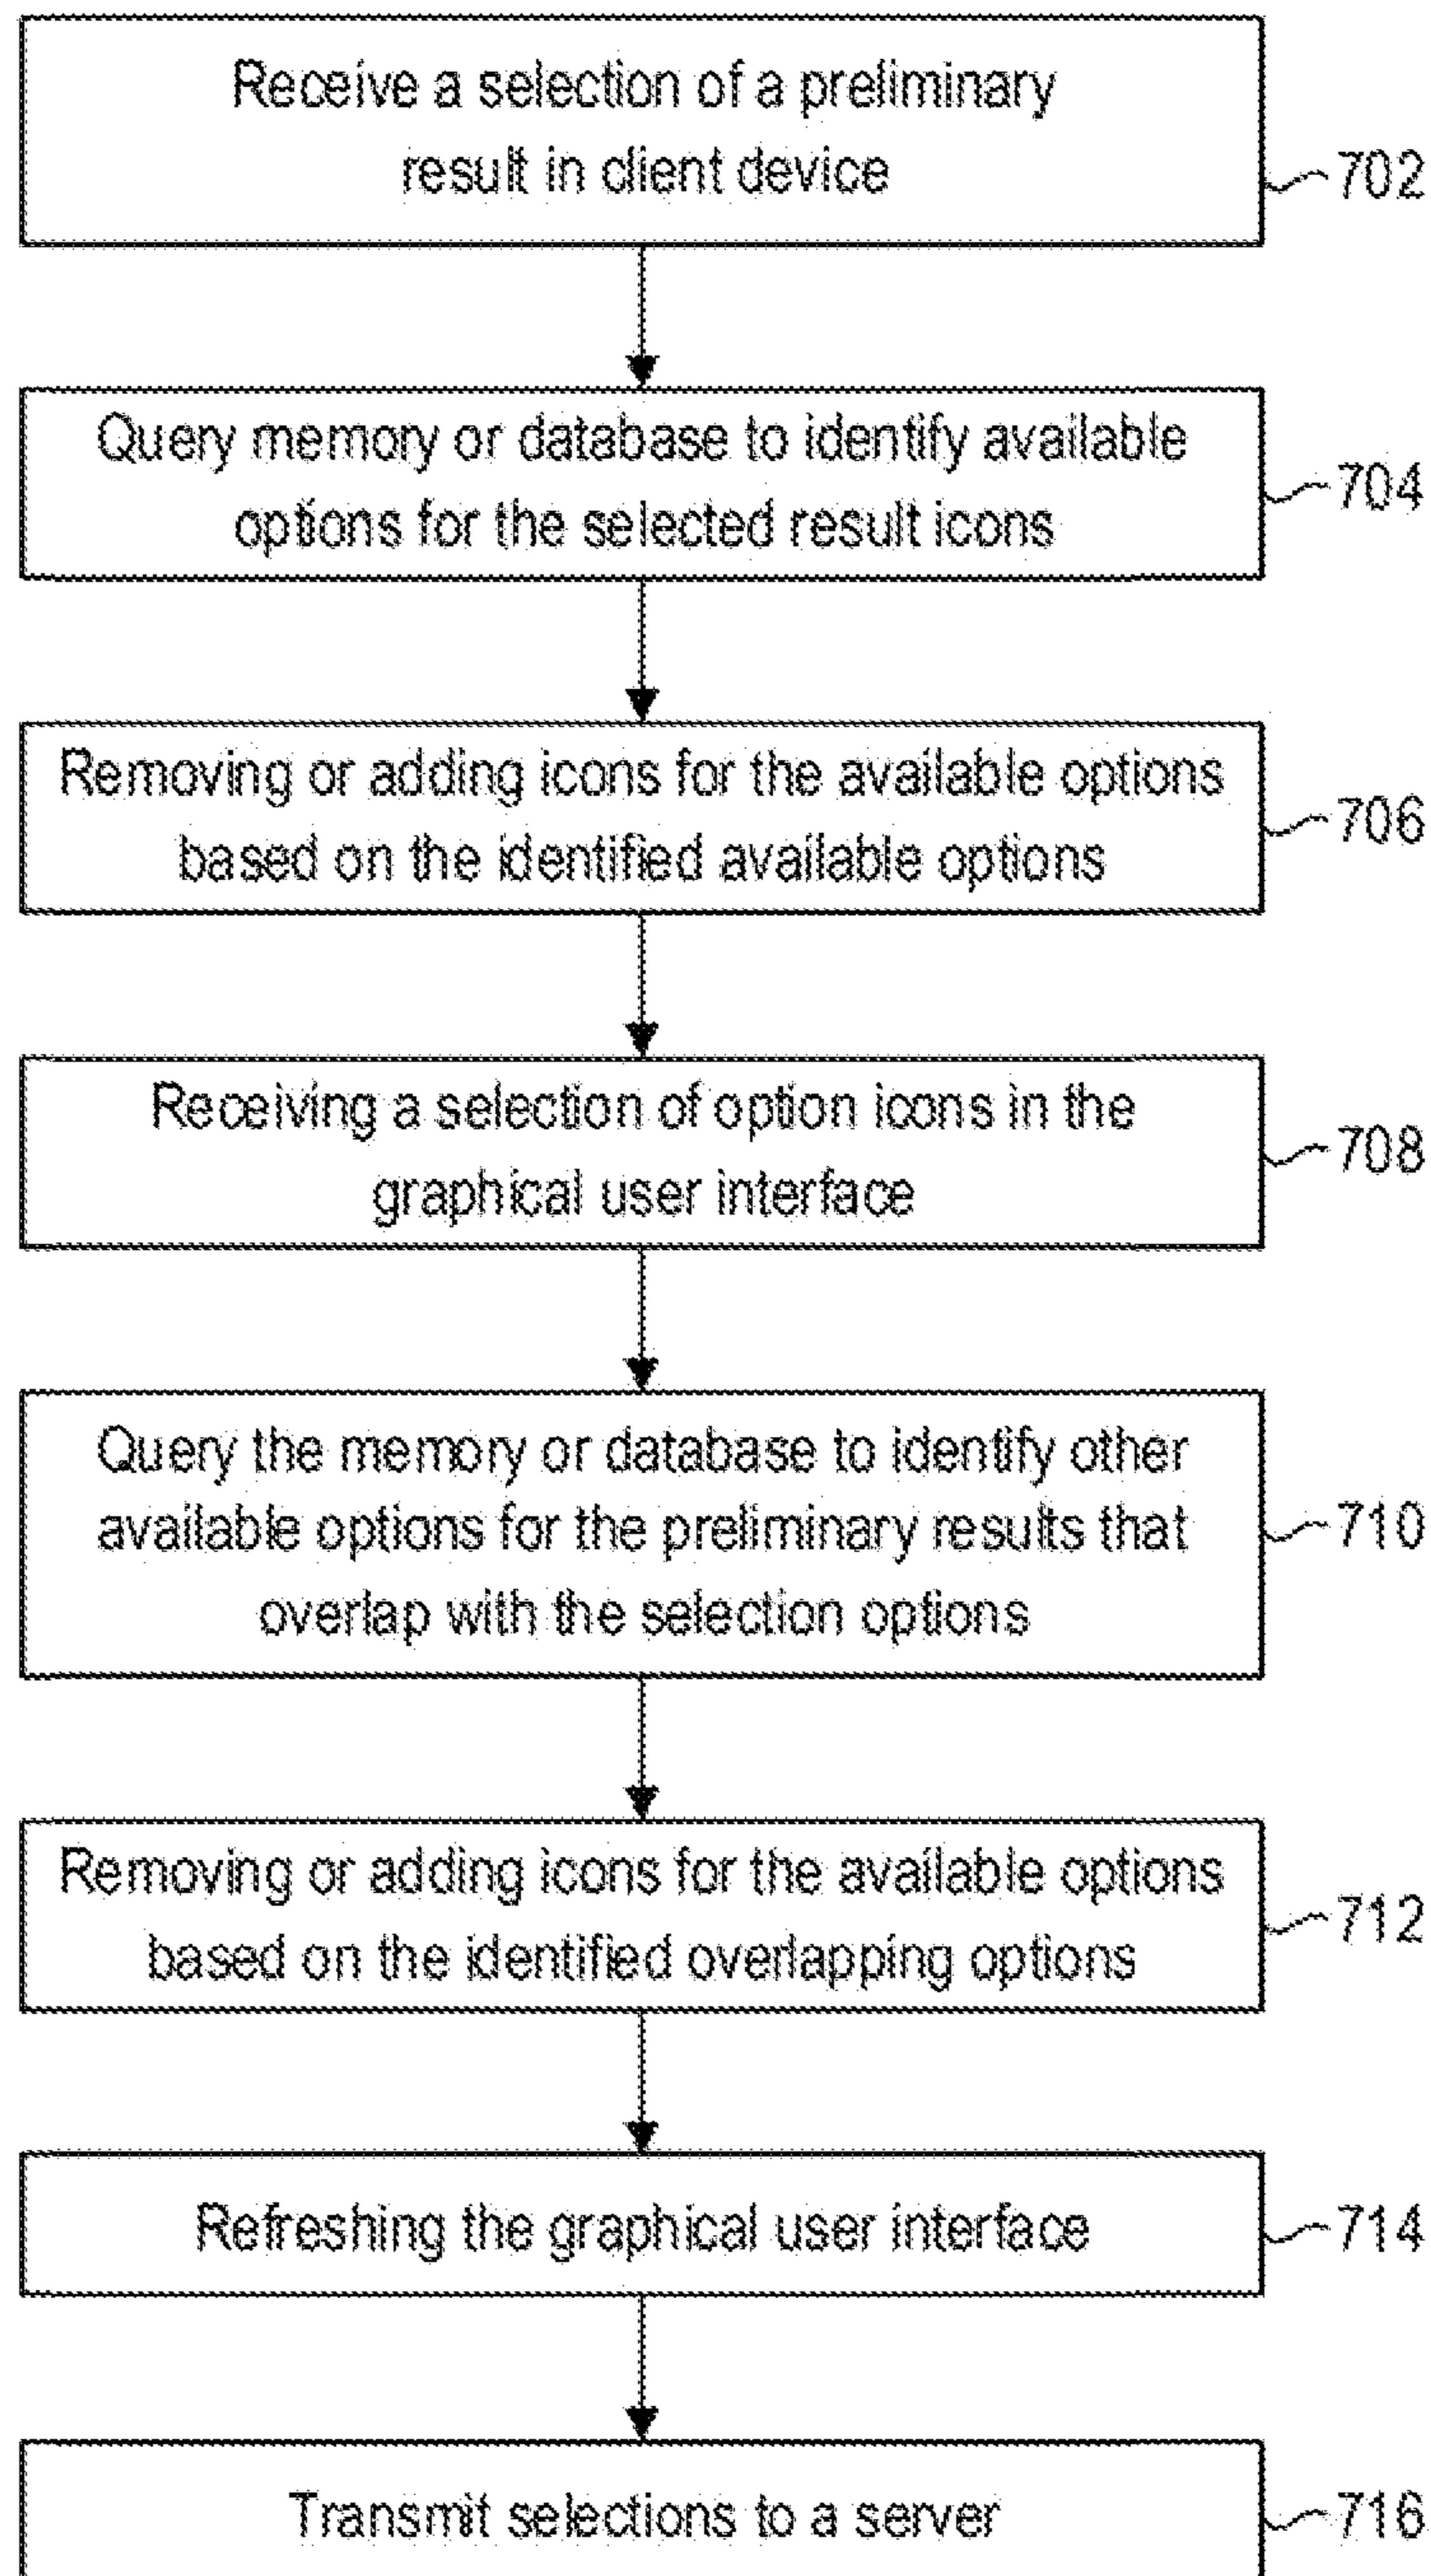 Receive a selection of a preliminary
result in client device
702
Query memory or database to identify available
options for the selected result icons
704
Removing or adding icons for the available options
based on the identified available options
706
Receiving a selection of option icons in the
graphical user interface
708
Query the memory or database to identify other
available options for the preliminary results that
overlap with the selection options
710
Removing or adding icons for the available options
based on the identified overlapping options
712
Refreshing the graphical user interface
714
Transmit selections to a server
716